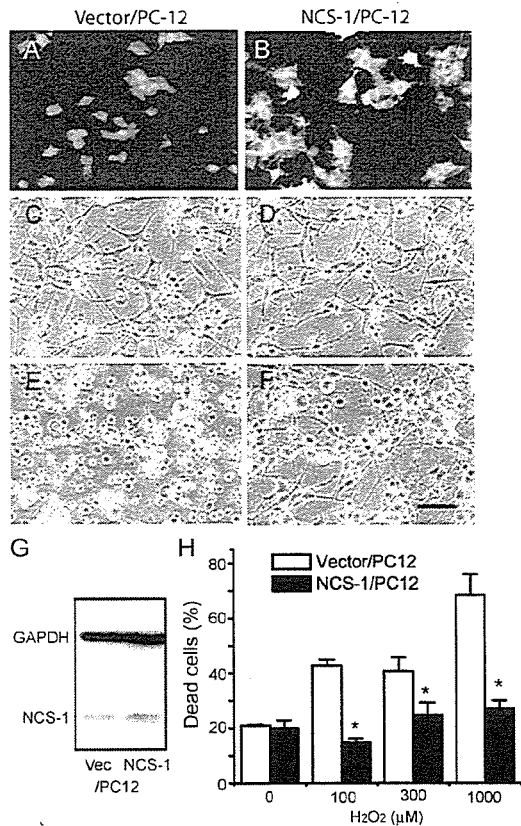 Vector/PC-12
NCS-1/PC-12
A
B
C
D
E
F
G
H
GAPDH
NCS-1
Vec NCS-1
/PC12
Vector/PC12
NCS-1/PC12
Dead cells (%)
80
60
40
20
0
*
*
*
0
100
300
1000
H2O2 (μM)